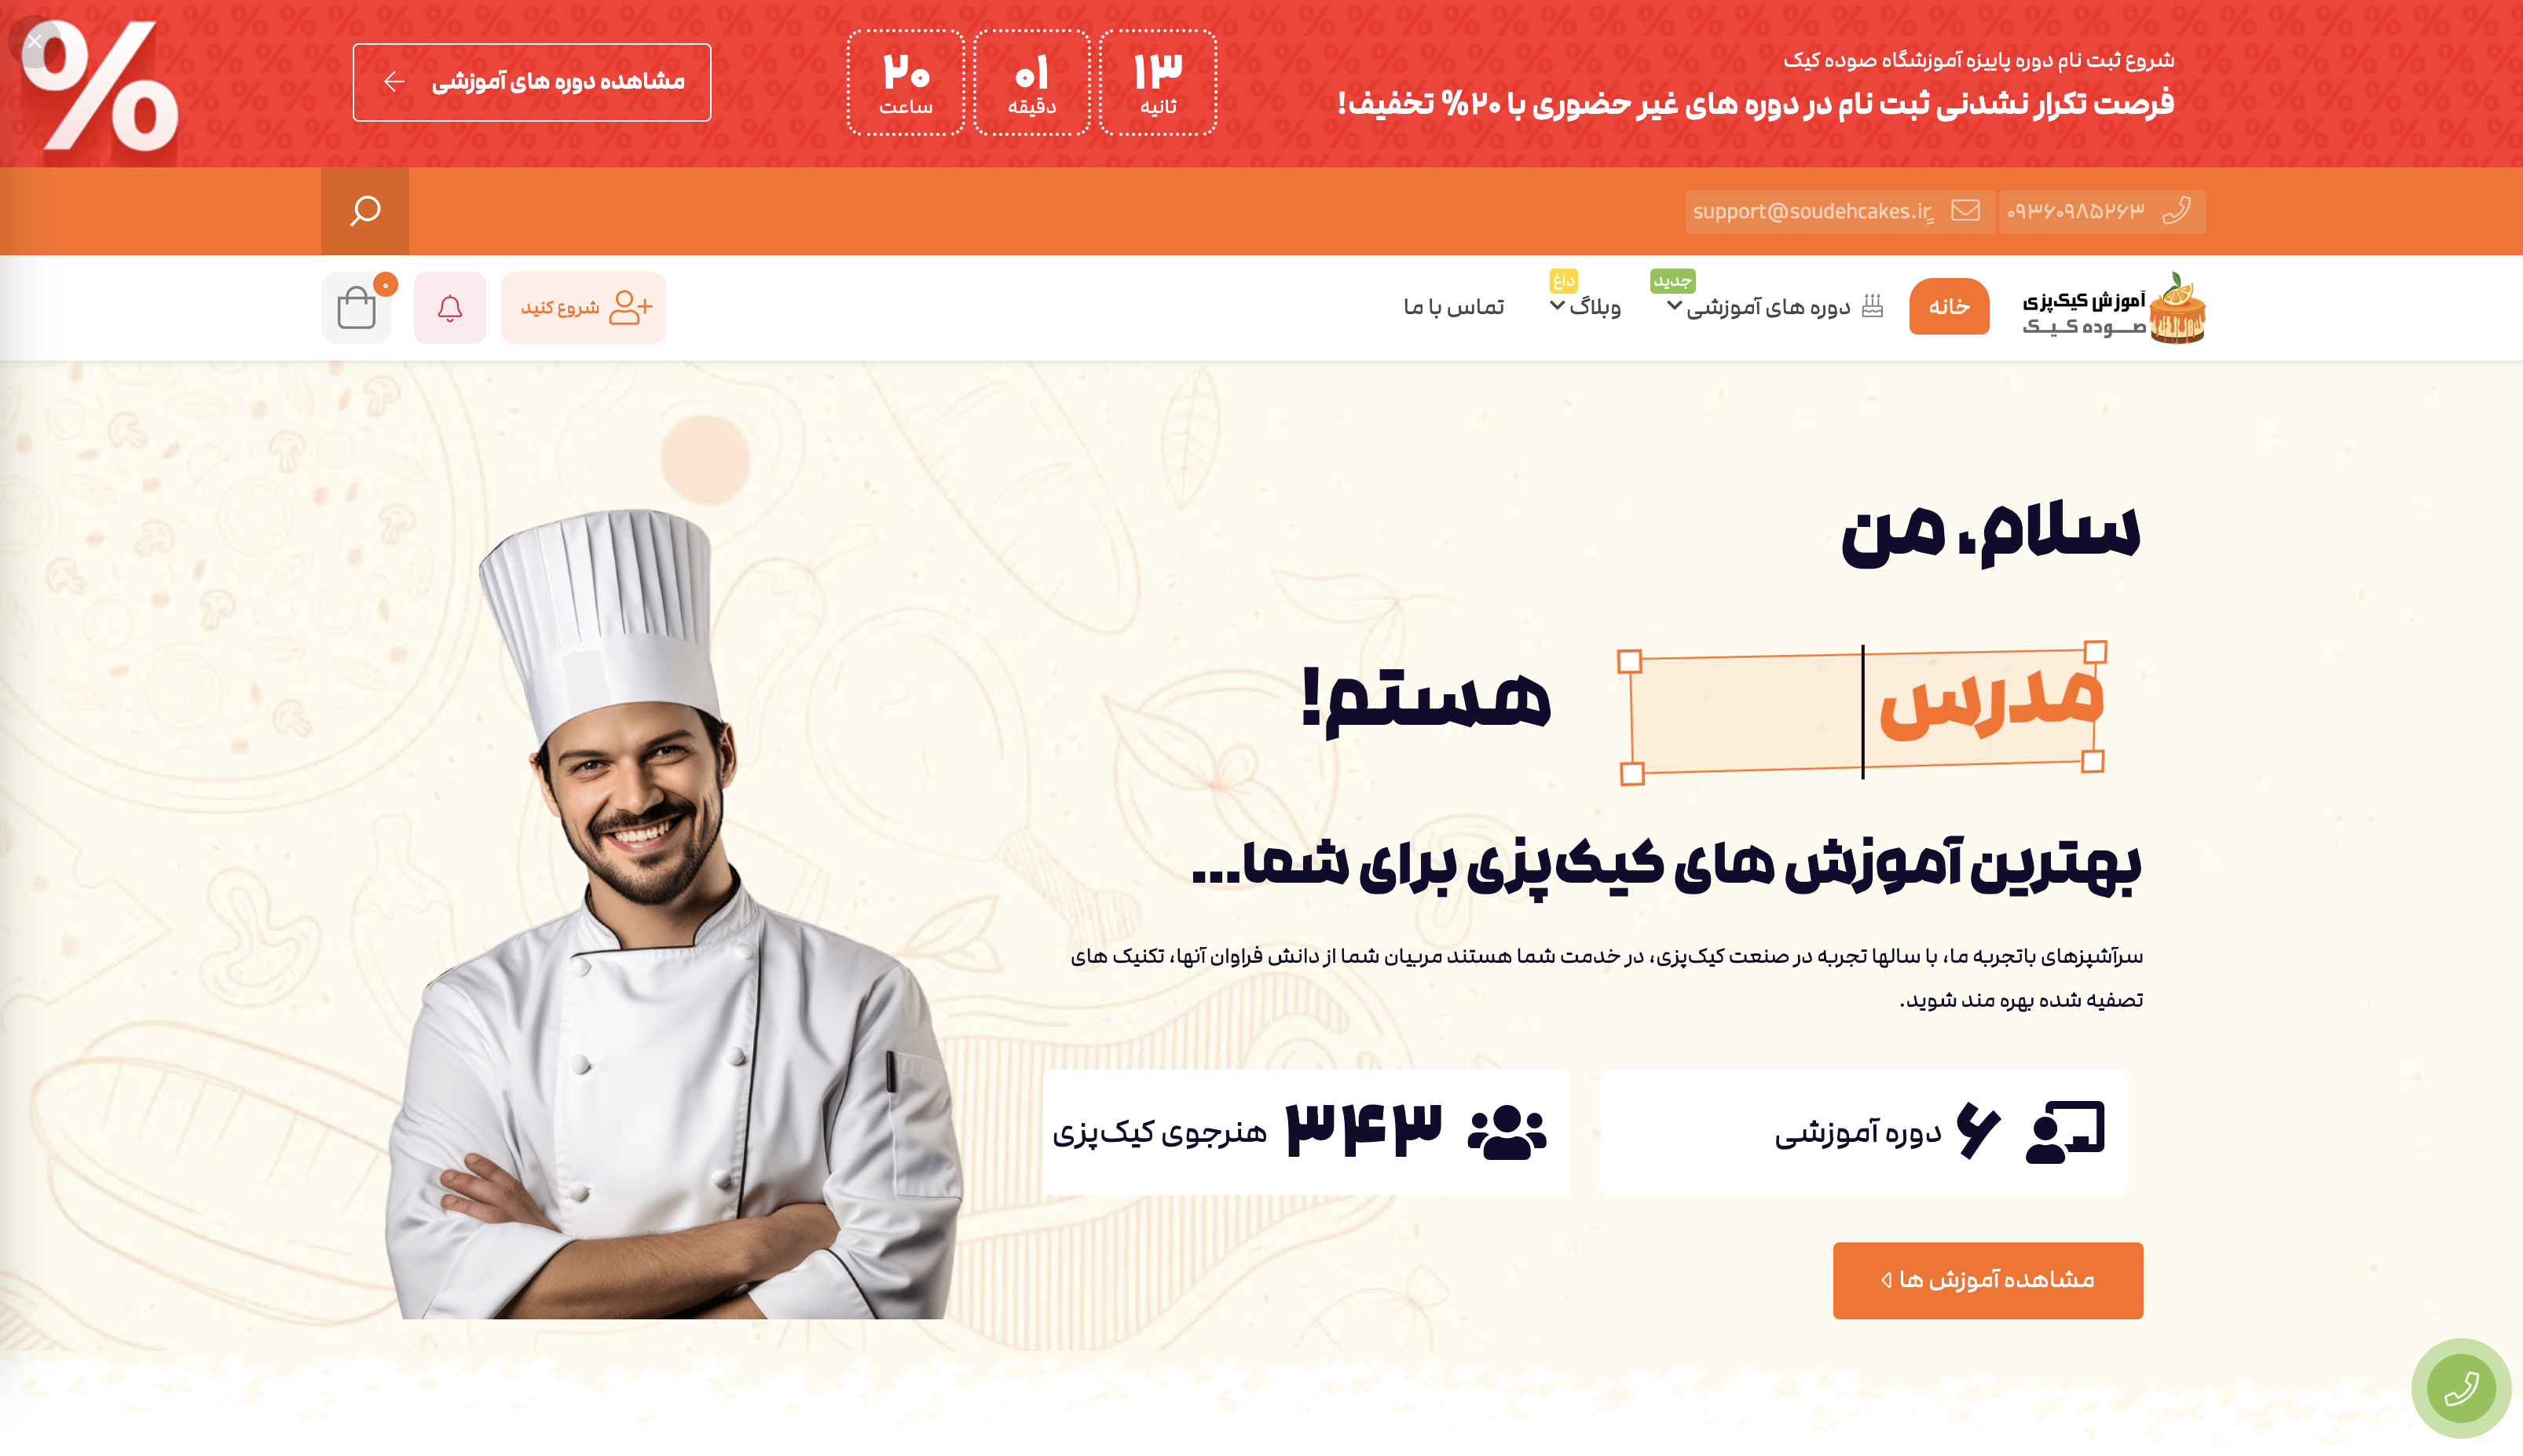 شروع ثبت نام دوره پاییزه آموزشگاه صوده کیک
فرصت تکرار نشدنی ثبت نام در دوره های غیر حضوری با ۲۰% تخفیف!
۱۳ ثانیه
۰۱ دقیقه
۲۰ ساعت
مشاهده دوره های آموزشی
%
۰۹۳۶۰۹۸۵۲۶۳
support@soudehcakes.ir
آموزش کیک‌پزی
صوده کیک
خانه
دوره های آموزشی
جدید
وبلاگ
داغ
تماس با ما
شروع کنید
۰
سلام، من
مدرس هستم!
بهترین آموزش های کیک‌پزی برای شما...
سرآشپزهای باتجربه ما، با سالها تجربه در صنعت کیک‌پزی، در خدمت شما هستند مربیان شما از دانش فراوان آنها، تکنیک های
تصفیه شده بهره مند شوید.
۶ دوره آموزشی
۳۴۳ هنرجوی کیک‌پزی
مشاهده آموزش ها